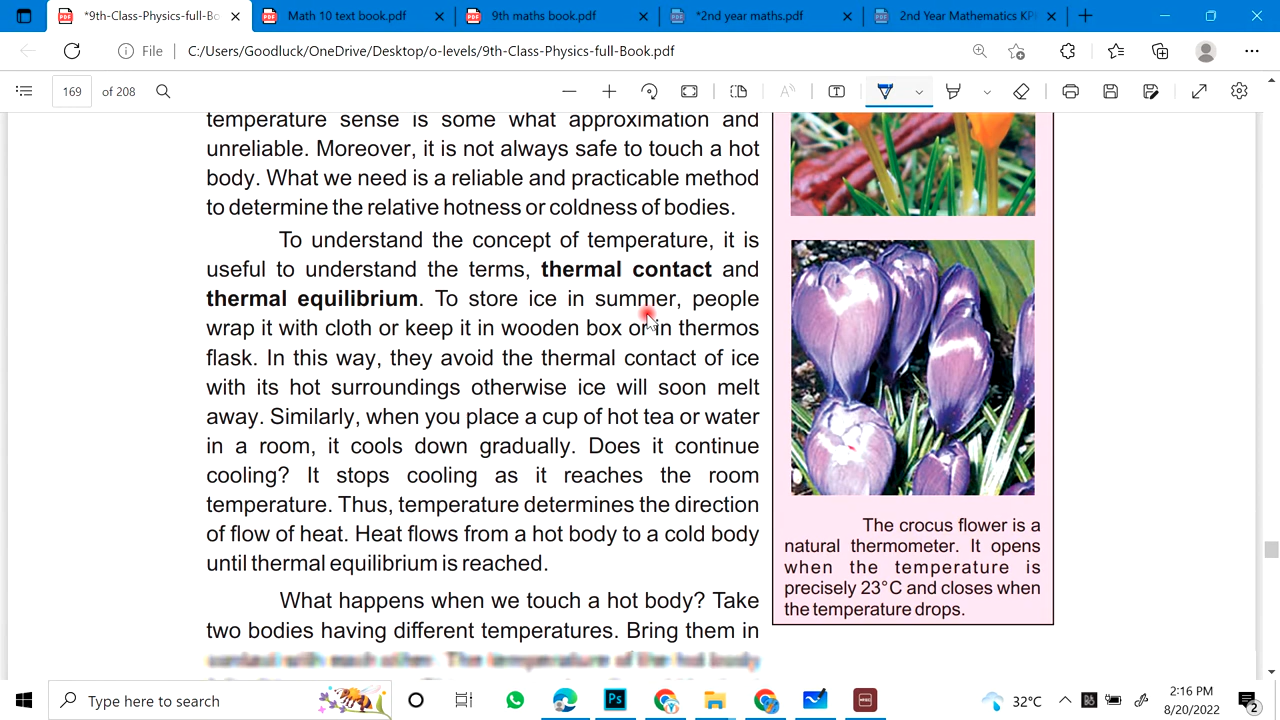 *9th-Class-Physics-full-Bo
Math 10 text book.pdf
9th maths book.pdf
*2nd year maths.pdf
2nd Year Mathematics KP
File
C:/Users/Goodluck/OneDrive/Desktop/o-levels/9th-Class-Physics-full-Book.pdf
169 of 208
temperature sense is some what approximation and
unreliable. Moreover, it is not always safe to touch a hot
body. What we need is a reliable and practicable method
to determine the relative hotness or coldness of bodies.
To understand the concept of temperature, it is
useful to understand the terms, thermal contact and
thermal equilibrium. To store ice in summer, people
wrap it with cloth or keep it in wooden box or in thermos
flask. In this way, they avoid the thermal contact of ice
with its hot surroundings otherwise ice will soon melt
away. Similarly, when you place a cup of hot tea or water
in a room, it cools down gradually. Does it continue
cooling? It stops cooling as it reaches the room
temperature. Thus, temperature determines the direction
of flow of heat. Heat flows from a hot body to a cold body
until thermal equilibrium is reached.
What happens when we touch a hot body? Take
two bodies having different temperatures. Bring them in
contact with each other. The temperature of the hot body
The crocus flower is a
natural thermometer. It opens
when the temperature is
precisely 23°C and closes when
the temperature drops.
Type here to search
32°C
2:16 PM
8/20/2022
2